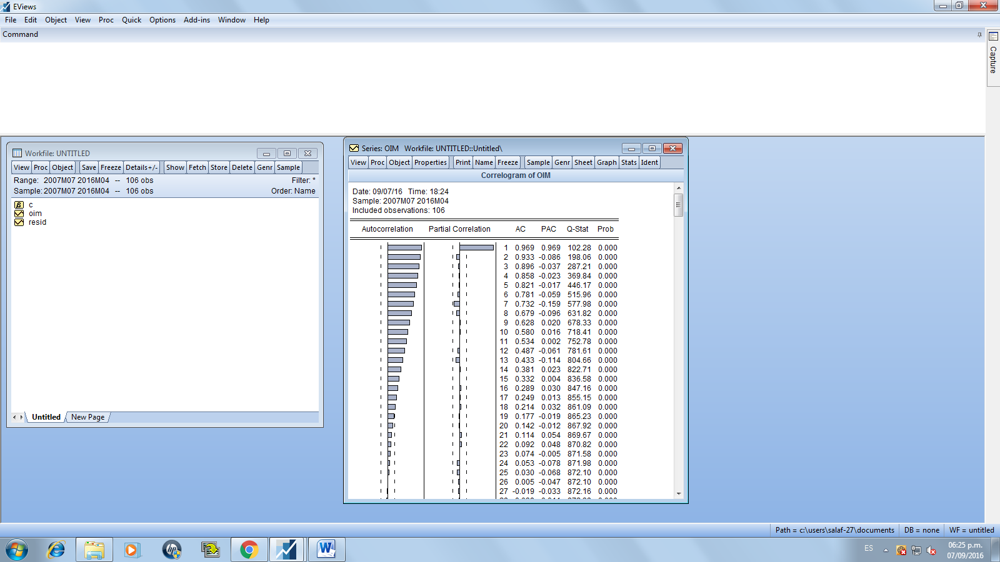 EViews
File Edit Object View Proc Quick Options Add-ins Window Help
Command
Capture
Workfile: UNTITLED
View Proc Object Save Freeze Details+/- Show Fetch Store Delete Genr Sample
Range: 2007M07 2016M04 -- 106 obs Filter: *
Sample: 2007M07 2016M04 -- 106 obs Order: Name
β c
oim
resid
Untitled New Page
Series: OIM Workfile: UNTITLED::Untitled\
View Proc Object Properties Print Name Freeze Sample Genr Sheet Graph Stats Ident
Correlogram of OIM
Date: 09/07/16 Time: 18:24
Sample: 2007M07 2016M04
Included observations: 106
Autocorrelation Partial Correlation AC PAC Q-Stat Prob
1 0.969 0.969 102.28 0.000
2 0.933 -0.086 198.06 0.000
3 0.896 -0.037 287.21 0.000
4 0.858 -0.023 369.84 0.000
5 0.821 -0.017 446.17 0.000
6 0.781 -0.059 515.96 0.000
7 0.732 -0.159 577.98 0.000
8 0.679 -0.096 631.82 0.000
9 0.628 0.020 678.33 0.000
10 0.580 0.016 718.41 0.000
11 0.534 0.002 752.78 0.000
12 0.487 -0.061 781.61 0.000
13 0.433 -0.114 804.66 0.000
14 0.381 0.023 822.71 0.000
15 0.332 0.004 836.58 0.000
16 0.289 0.030 847.16 0.000
17 0.249 0.013 855.15 0.000
18 0.214 0.032 861.09 0.000
19 0.177 -0.019 865.23 0.000
20 0.142 -0.012 867.92 0.000
21 0.114 0.054 869.67 0.000
22 0.092 0.048 870.82 0.000
23 0.074 -0.005 871.58 0.000
24 0.053 -0.078 871.98 0.000
25 0.030 -0.068 872.10 0.000
26 0.005 -0.047 872.10 0.000
27 -0.019 -0.033 872.16 0.000
Path = c:\users\salaf-27\documents DB = none WF = untitled
ES
06:25 p.m.
07/09/2016